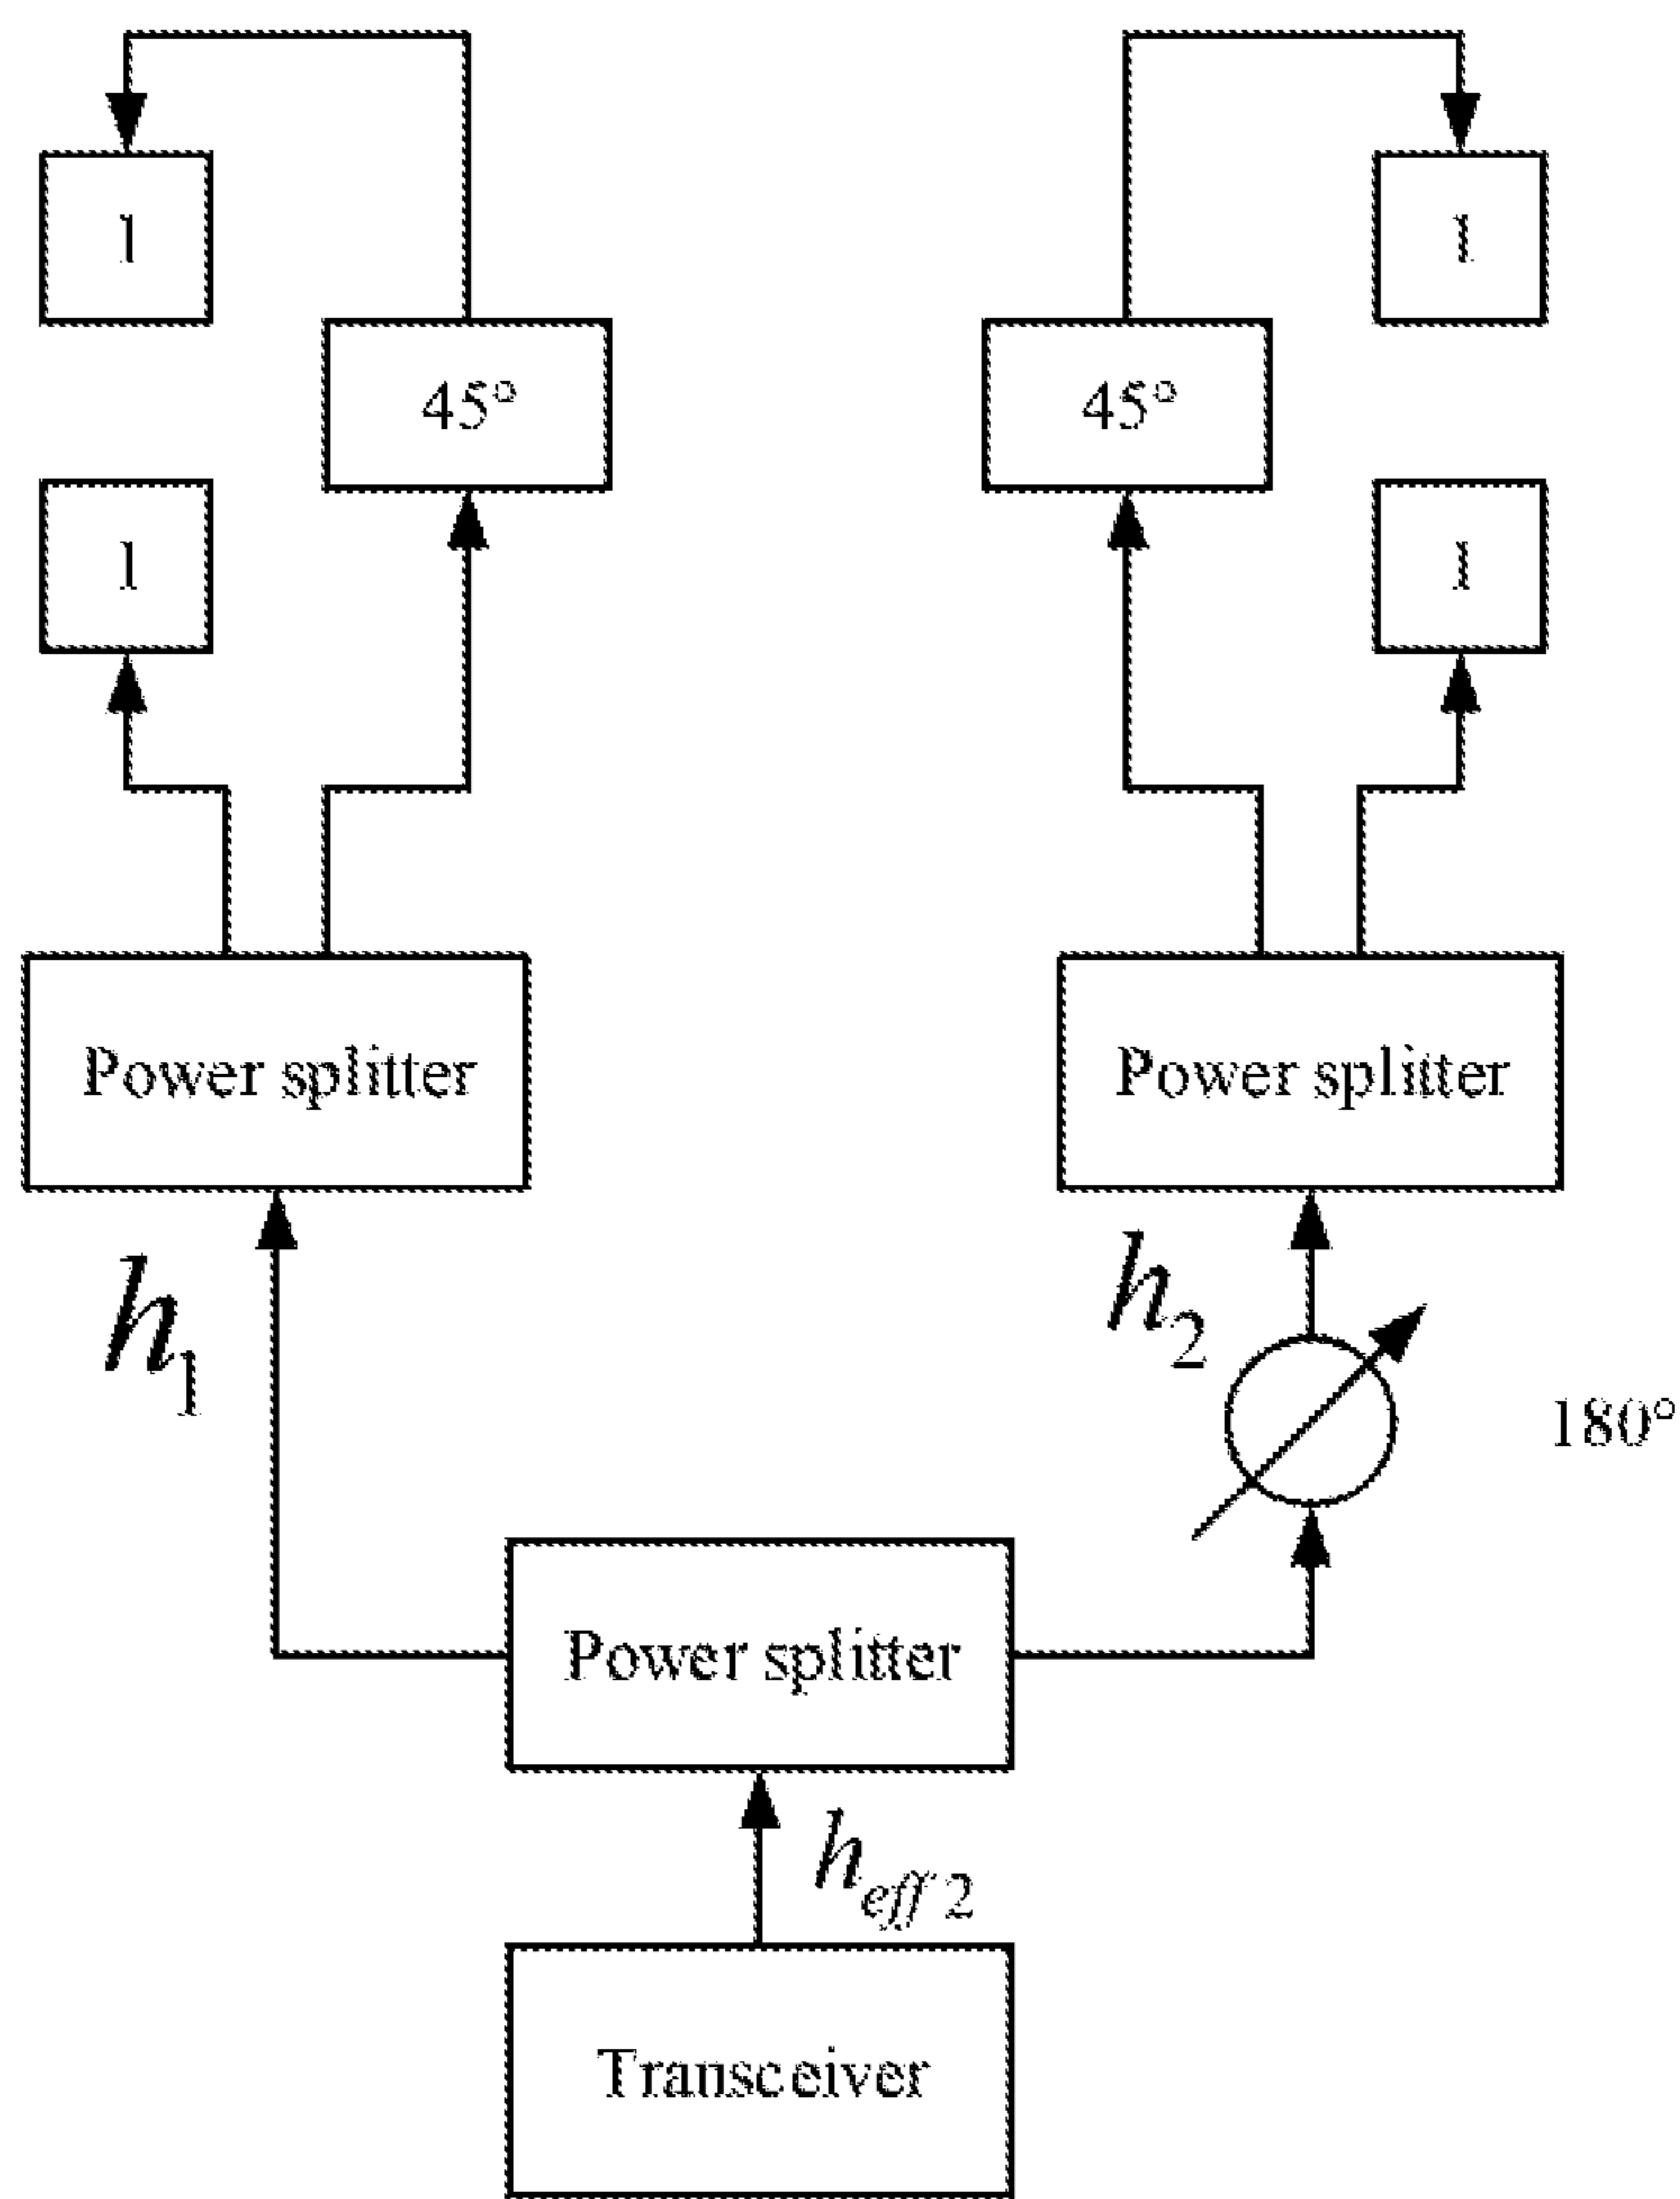 1
1
45°
45°
1
1
Power splitter
Power splitter
h1
h2
180°
Power splitter
heff 2
Transceiver